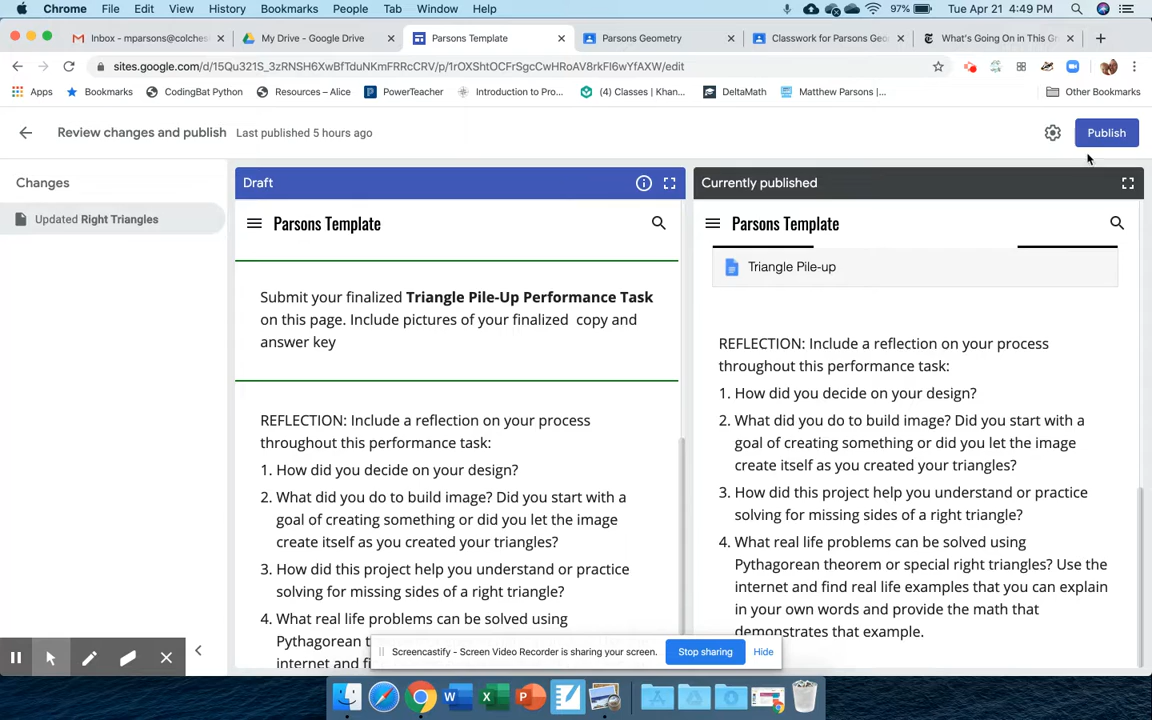 Chrome File Edit View History Bookmarks People Tab Window Help 97% Tue Apr 21 4:49 PM
Inbox - mparsons@colches × My Drive - Google Drive × Parsons Template × Parsons Geometry × Classwork for Parsons Geo × What's Going On in This Gr × +
sites.google.com/d/15Qu321S_3zRNSH6XwBfTduNKmFRRcCRV/p/1rOXShtOCFrSgcCwHRoAV8rkFI6wYfAXW/edit
Apps Bookmarks CodingBat Python Resources – Alice PowerTeacher Introduction to Pro... (4) Classes | Khan... DeltaMath Matthew Parsons |... Other Bookmarks
Review changes and publish Last published 5 hours ago Publish
Changes
Updated Right Triangles
Draft
Parsons Template
Submit your finalized Triangle Pile-Up Performance Task
on this page. Include pictures of your finalized copy and
answer key
REFLECTION: Include a reflection on your process
throughout this performance task:
1. How did you decide on your design?
2. What did you do to build image? Did you start with a
goal of creating something or did you let the image
create itself as you created your triangles?
3. How did this project help you understand or practice
solving for missing sides of a right triangle?
4. What real life problems can be solved using
Pythagorean t
internet and fi
Currently published
Parsons Template
Triangle Pile-up
REFLECTION: Include a reflection on your process
throughout this performance task:
1. How did you decide on your design?
2. What did you do to build image? Did you start with a
goal of creating something or did you let the image
create itself as you created your triangles?
3. How did this project help you understand or practice
solving for missing sides of a right triangle?
4. What real life problems can be solved using
Pythagorean theorem or special right triangles? Use the
internet and find real life examples that you can explain
in your own words and provide the math that
demonstrates that example.
Screencastify - Screen Video Recorder is sharing your screen. Stop sharing Hide